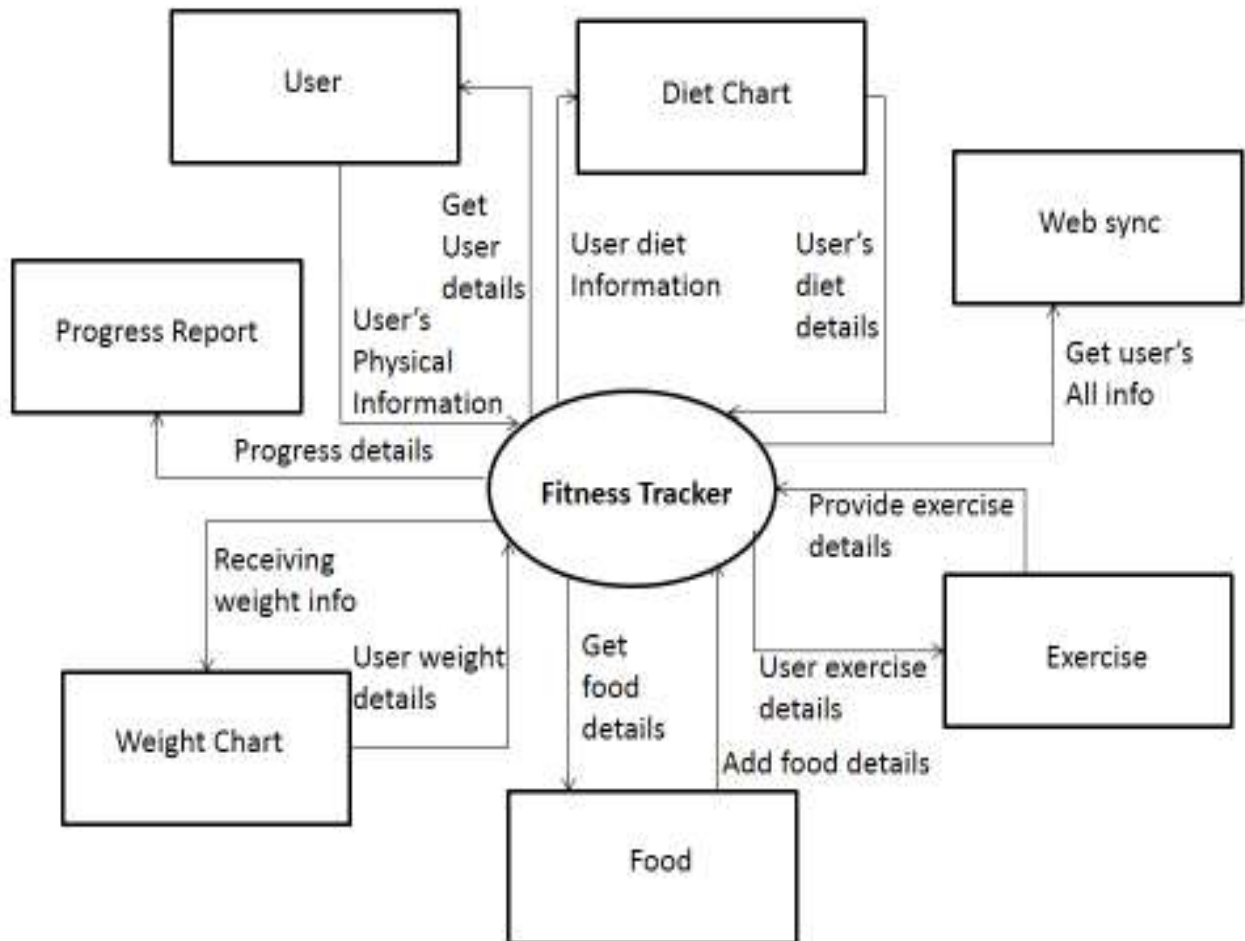 User
Diet Chart
Web sync
Get
User
details
User diet
Information
User's
diet
details
Progress Report
User's
Physical
Information
Get user's
All info
Progress details
Fitness Tracker
Provide exercise
details
Receiving
weight info
User weight
details
Get
food
details
User exercise
details
Exercise
Weight Chart
Add food details
Food